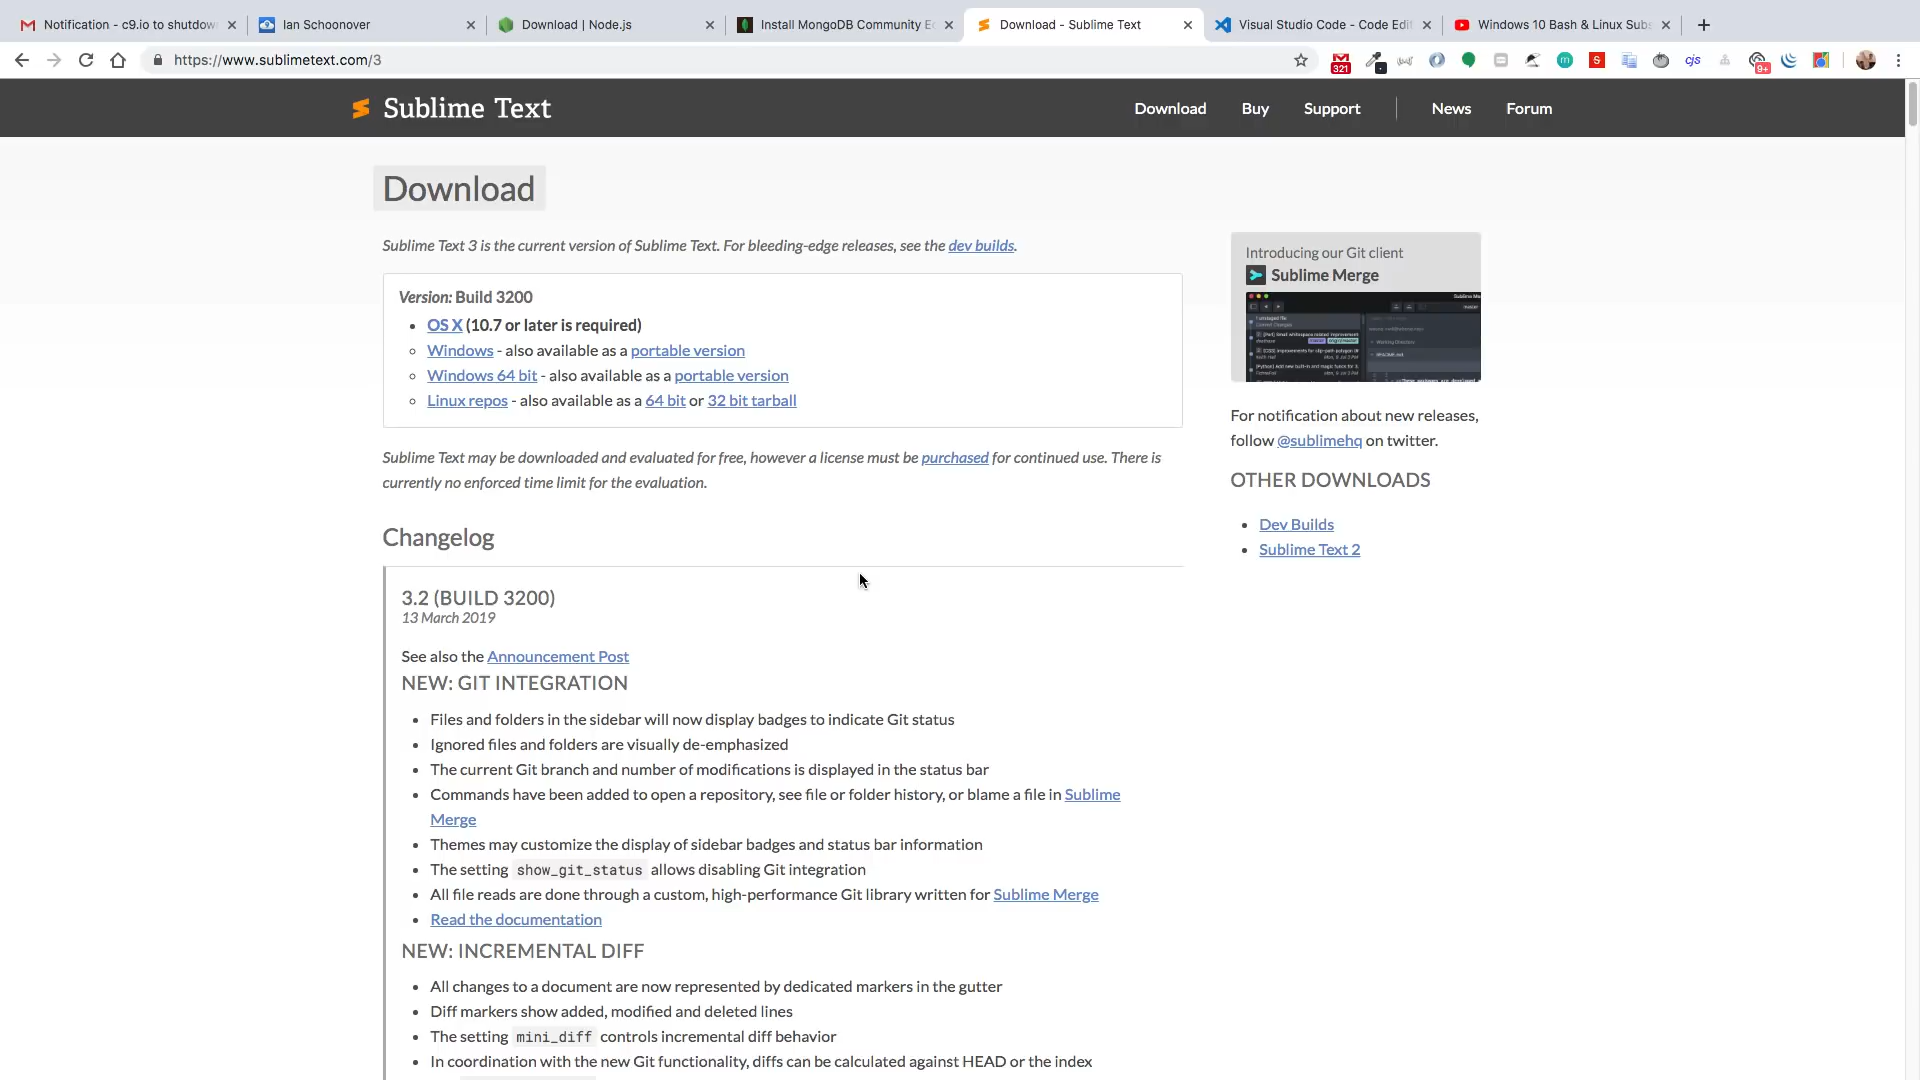 Notification - c9.io to shutdow
Ian Schoonover
Download | Node.js
Install MongoDB Community E
Download - Sublime Text
Visual Studio Code - Code Edi
Windows 10 Bash & Linux Subs
https://www.sublimetext.com/3
321
cjs
9+
Sublime Text
Download
Buy
Support
News
Forum
Download
Sublime Text 3 is the current version of Sublime Text. For bleeding-edge releases, see the dev builds.
Version: Build 3200
OS X (10.7 or later is required)
Windows - also available as a portable version
Windows 64 bit - also available as a portable version
Linux repos - also available as a 64 bit or 32 bit tarball
Sublime Text may be downloaded and evaluated for free, however a license must be purchased for continued use. There is
currently no enforced time limit for the evaluation.
Introducing our Git client
Sublime Merge
For notification about new releases,
follow @sublimehq on twitter.
OTHER DOWNLOADS
Dev Builds
Sublime Text 2
Changelog
3.2 (BUILD 3200)
13 March 2019
See also the Announcement Post
NEW: GIT INTEGRATION
Files and folders in the sidebar will now display badges to indicate Git status
Ignored files and folders are visually de-emphasized
The current Git branch and number of modifications is displayed in the status bar
Commands have been added to open a repository, see file or folder history, or blame a file in Sublime
Merge
Themes may customize the display of sidebar badges and status bar information
The setting show_git_status allows disabling Git integration
All file reads are done through a custom, high-performance Git library written for Sublime Merge
Read the documentation
NEW: INCREMENTAL DIFF
All changes to a document are now represented by dedicated markers in the gutter
Diff markers show added, modified and deleted lines
The setting mini_diff controls incremental diff behavior
In coordination with the new Git functionality, diffs can be calculated against HEAD or the index